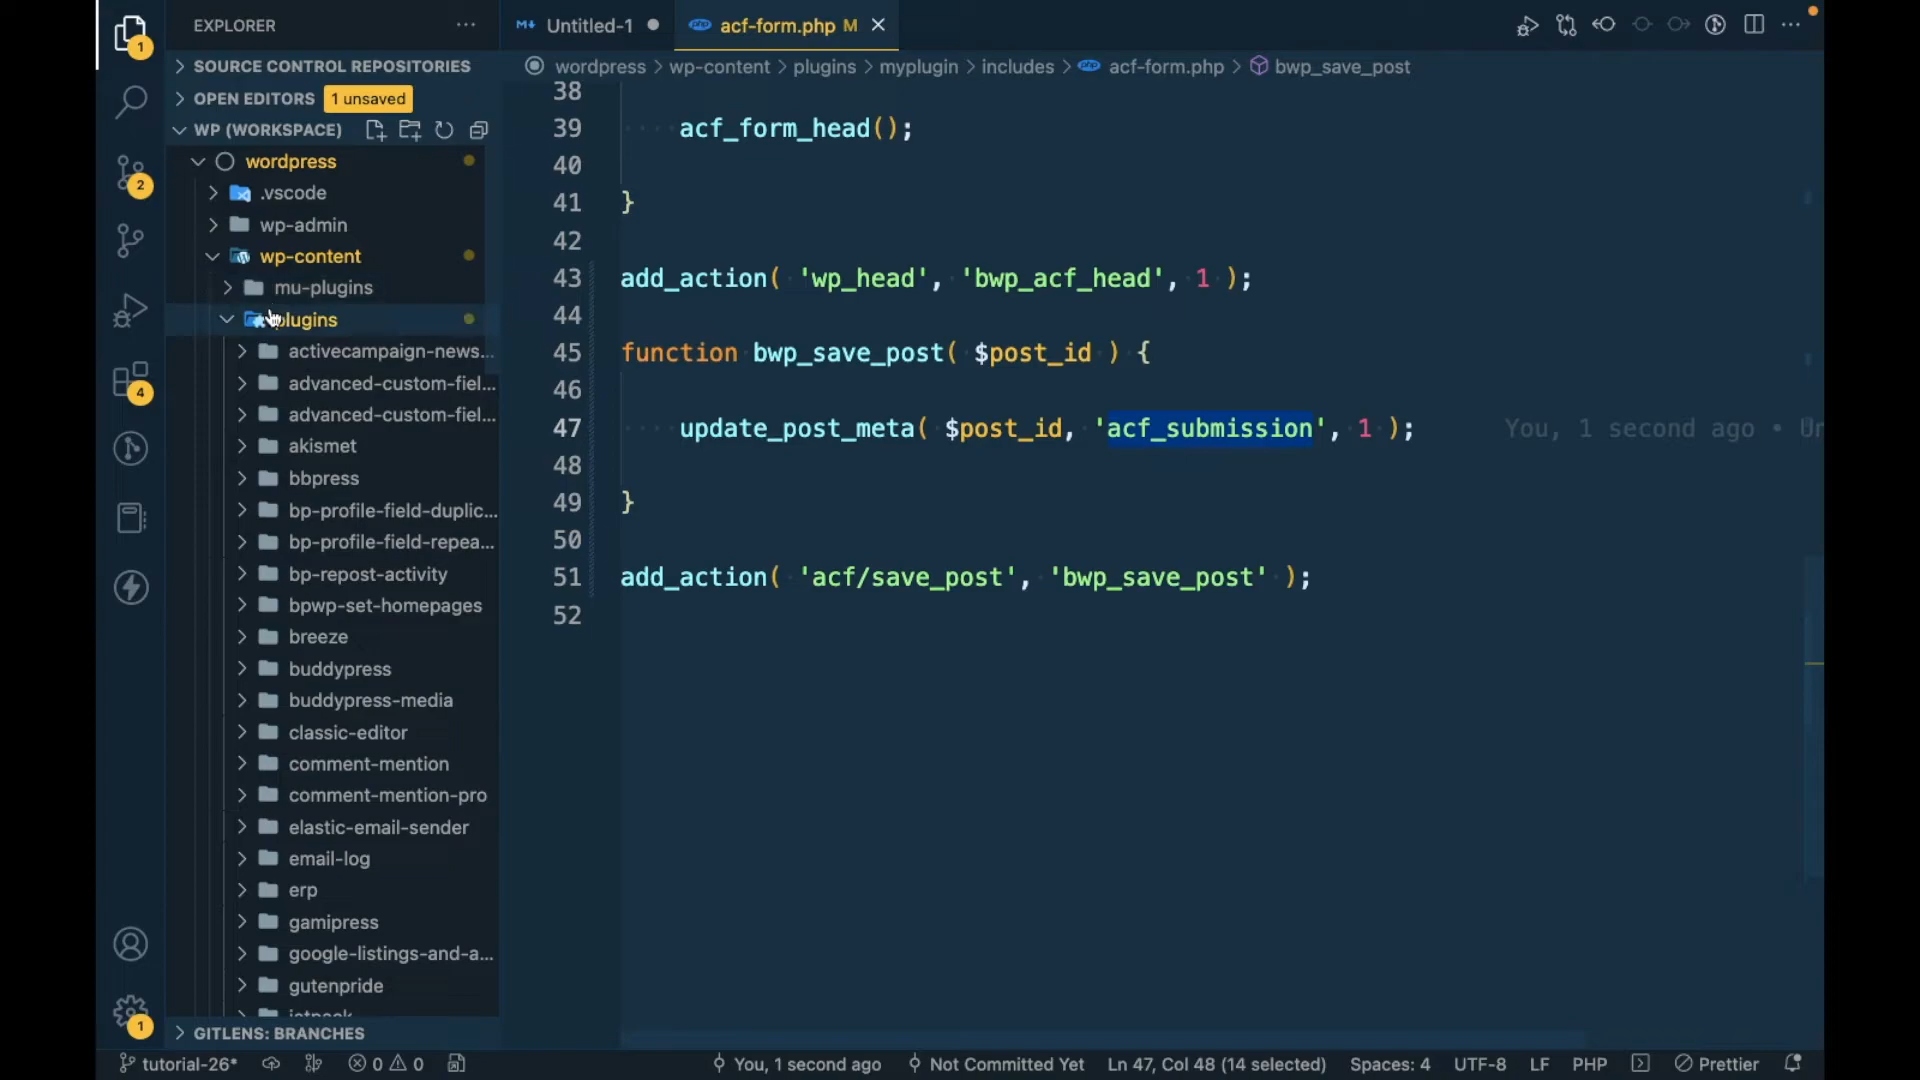 EXPLORER
Untitled-1
acf-form.php M
SOURCE CONTROL REPOSITORIES
wordpress > wp-content > plugins > myplugin > includes > acf-form.php > bwp_save_post
OPEN EDITORS 1 unsaved
WP (WORKSPACE)
wordpress
.vscode
wp-admin
wp-content
mu-plugins
plugins
activecampaign-news...
advanced-custom-fiel...
advanced-custom-fiel...
akismet
bbpress
bp-profile-field-duplic...
bp-profile-field-repea...
bp-repost-activity
bpwp-set-homepages
breeze
buddypress
buddypress-media
classic-editor
comment-mention
comment-mention-pro
elastic-email-sender
email-log
erp
gamipress
google-listings-and-a...
gutenpride
jetpack
GITLENS: BRANCHES
1
2
4
1
38
39 acf_form_head();
40
41 }
42
43 add_action( 'wp_head', 'bwp_acf_head', 1 );
44
45 function bwp_save_post( $post_id ) {
46
47 update_post_meta( $post_id, 'acf_submission', 1 ); You, 1 second ago •
48
49 }
50
51 add_action( 'acf/save_post', 'bwp_save_post' );
52
tutorial-26* 0 0 You, 1 second ago Not Committed Yet Ln 47, Col 48 (14 selected) Spaces: 4 UTF-8 LF PHP Prettier